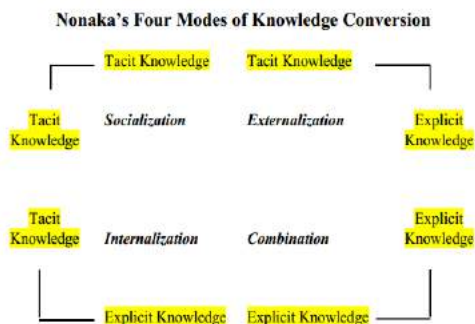 Nonaka's Four Modes of Knowledge Conversion
Tacit Knowledge Tacit Knowledge
Tacit Socialization Externalization Explicit
Knowledge Knowledge
Tacit Explicit
Knowledge Internalization Combination Knowledge
Explicit Knowledge Explicit Knowledge